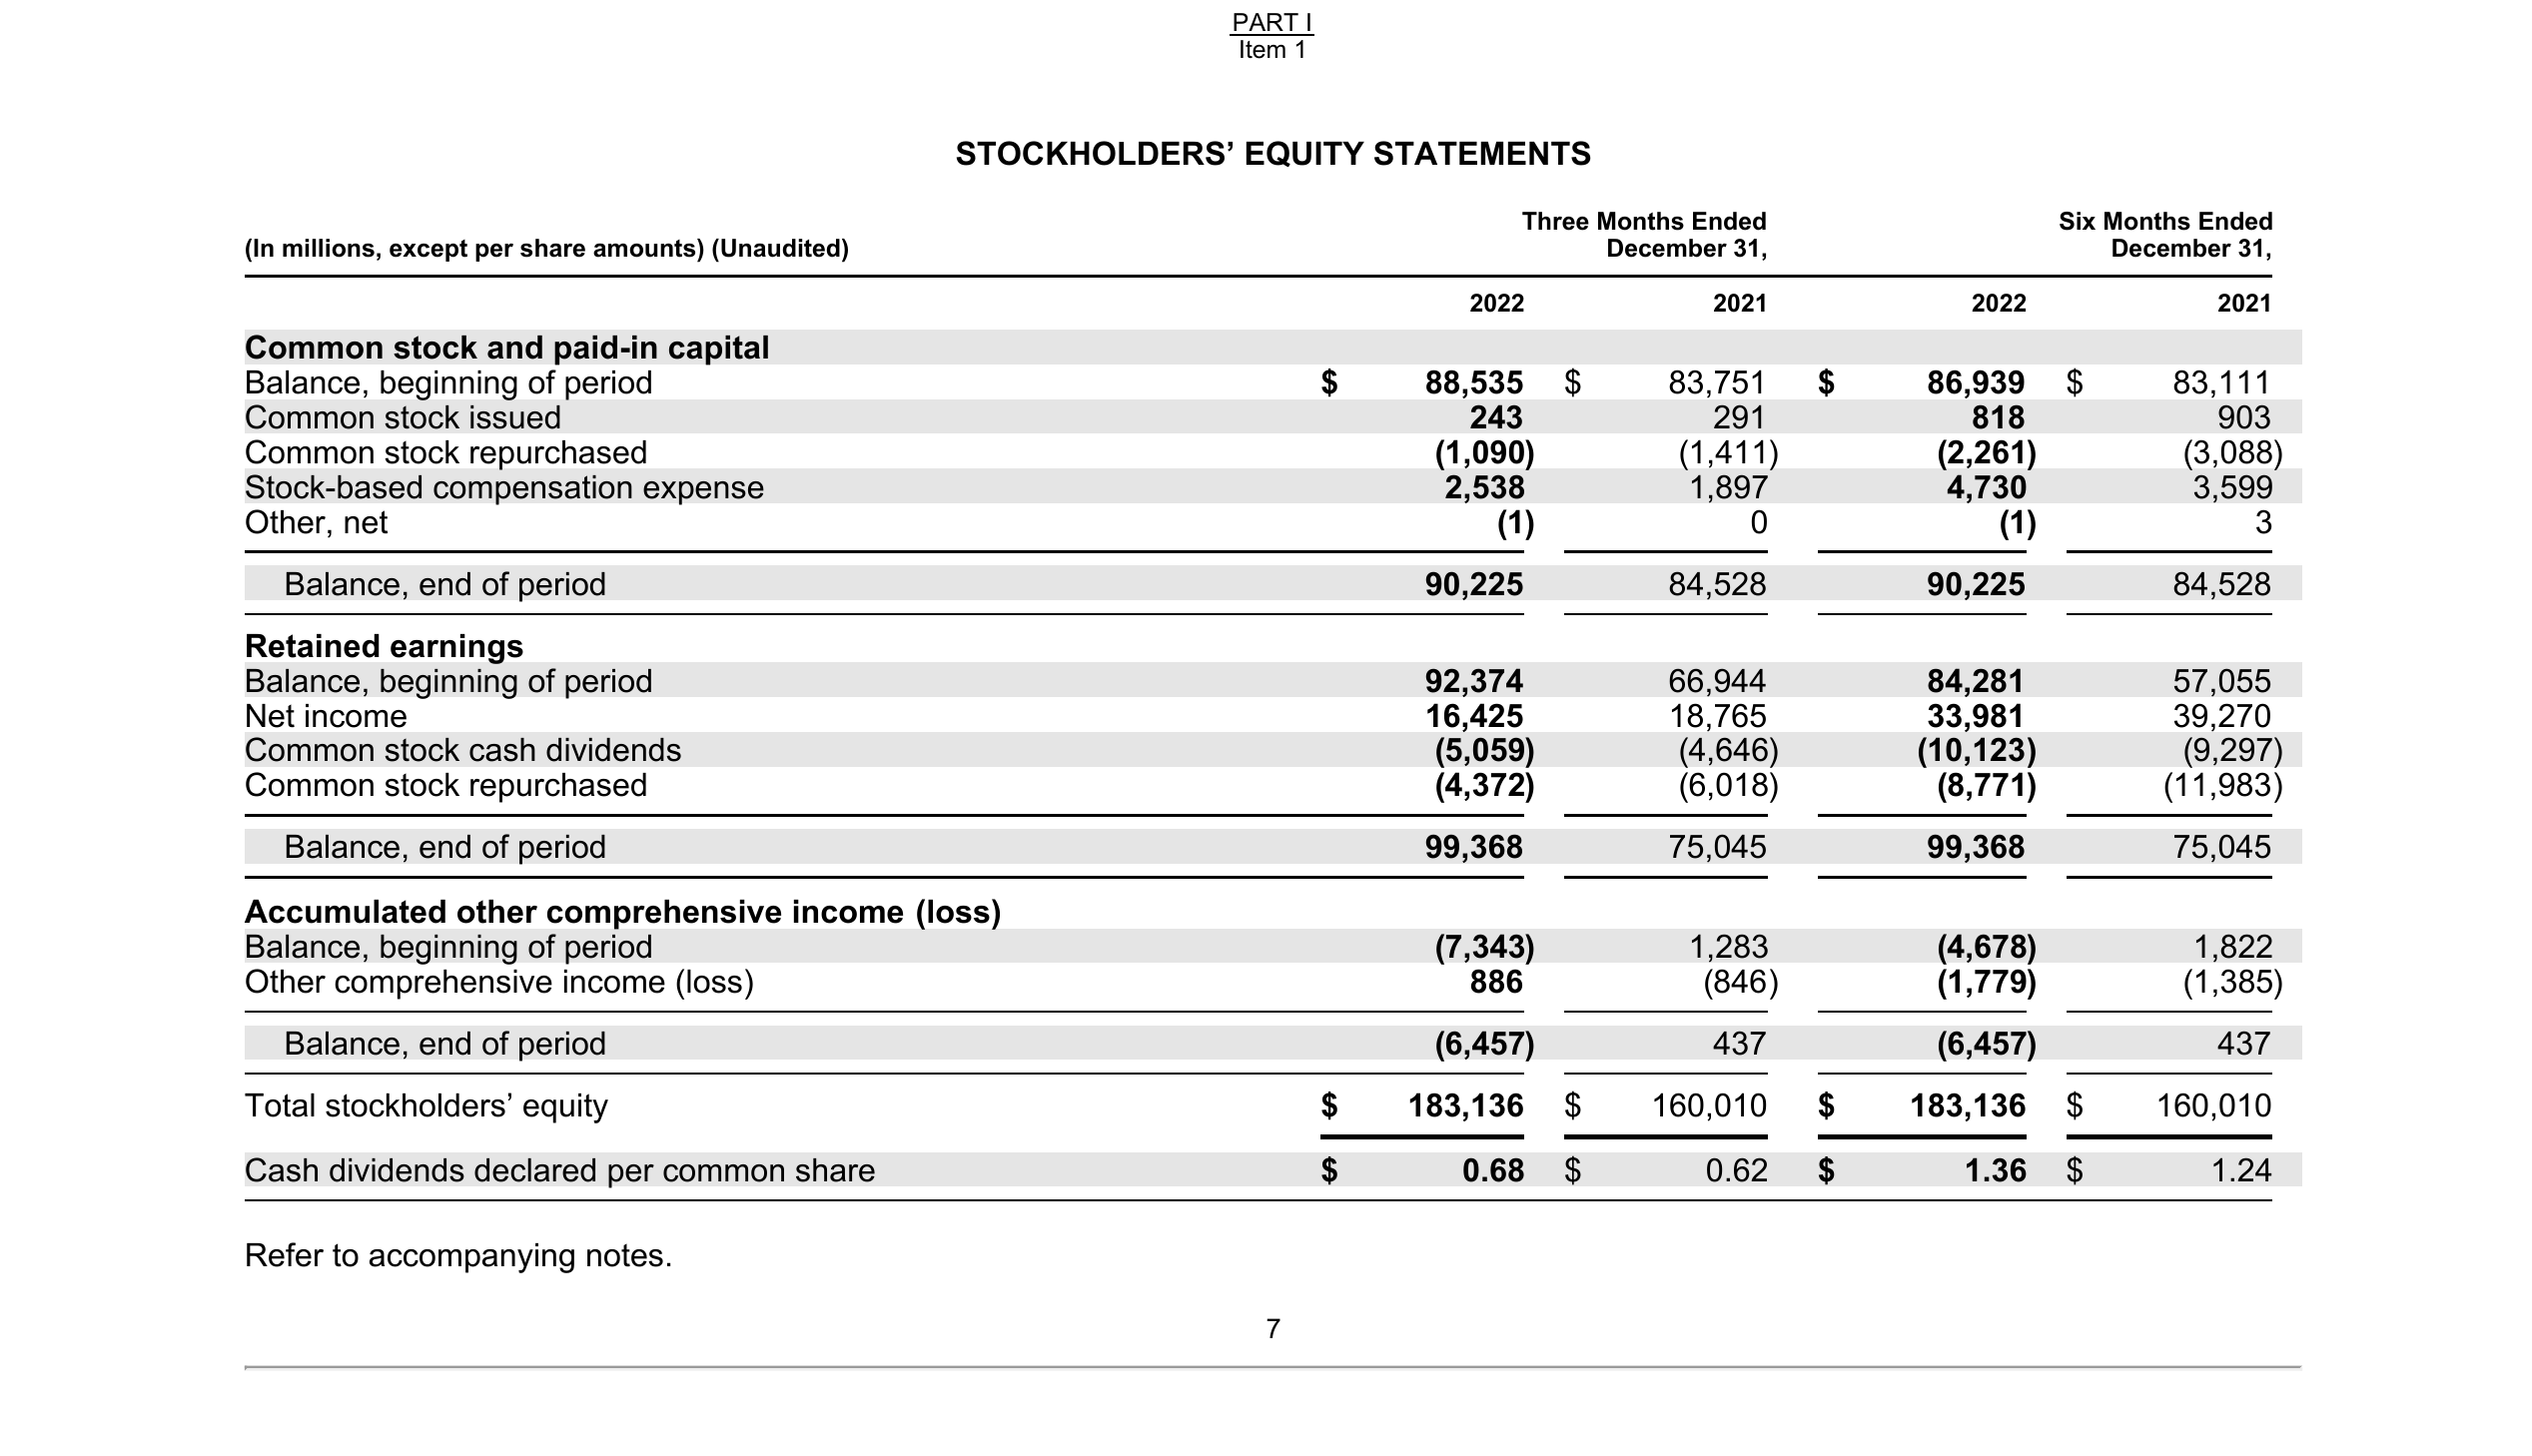 PART I
Item 1
STOCKHOLDERS’ EQUITY STATEMENTS
Three Months Ended Six Months Ended
(In millions, except per share amounts) (Unaudited) December 31, December 31,
2022 2021 2022 2021
Common stock and paid-in capital
Balance, beginning of period $ 88,535 $ 83,751 $ 86,939 $ 83,111
Common stock issued 243 291 818 903
Common stock repurchased (1,090) (1,411) (2,261) (3,088)
Stock-based compensation expense 2,538 1,897 4,730 3,599
Other, net (1) 0 (1) 3
Balance, end of period 90,225 84,528 90,225 84,528
Retained earnings
Balance, beginning of period 92,374 66,944 84,281 57,055
Net income 16,425 18,765 33,981 39,270
Common stock cash dividends (5,059) (4,646) (10,123) (9,297)
Common stock repurchased (4,372) (6,018) (8,771) (11,983)
Balance, end of period 99,368 75,045 99,368 75,045
Accumulated other comprehensive income (loss)
Balance, beginning of period (7,343) 1,283 (4,678) 1,822
Other comprehensive income (loss) 886 (846) (1,779) (1,385)
Balance, end of period (6,457) 437 (6,457) 437
Total stockholders’ equity $ 183,136 $ 160,010 $ 183,136 $ 160,010
Cash dividends declared per common share $ 0.68 $ 0.62 $ 1.36 $ 1.24
Refer to accompanying notes.
7